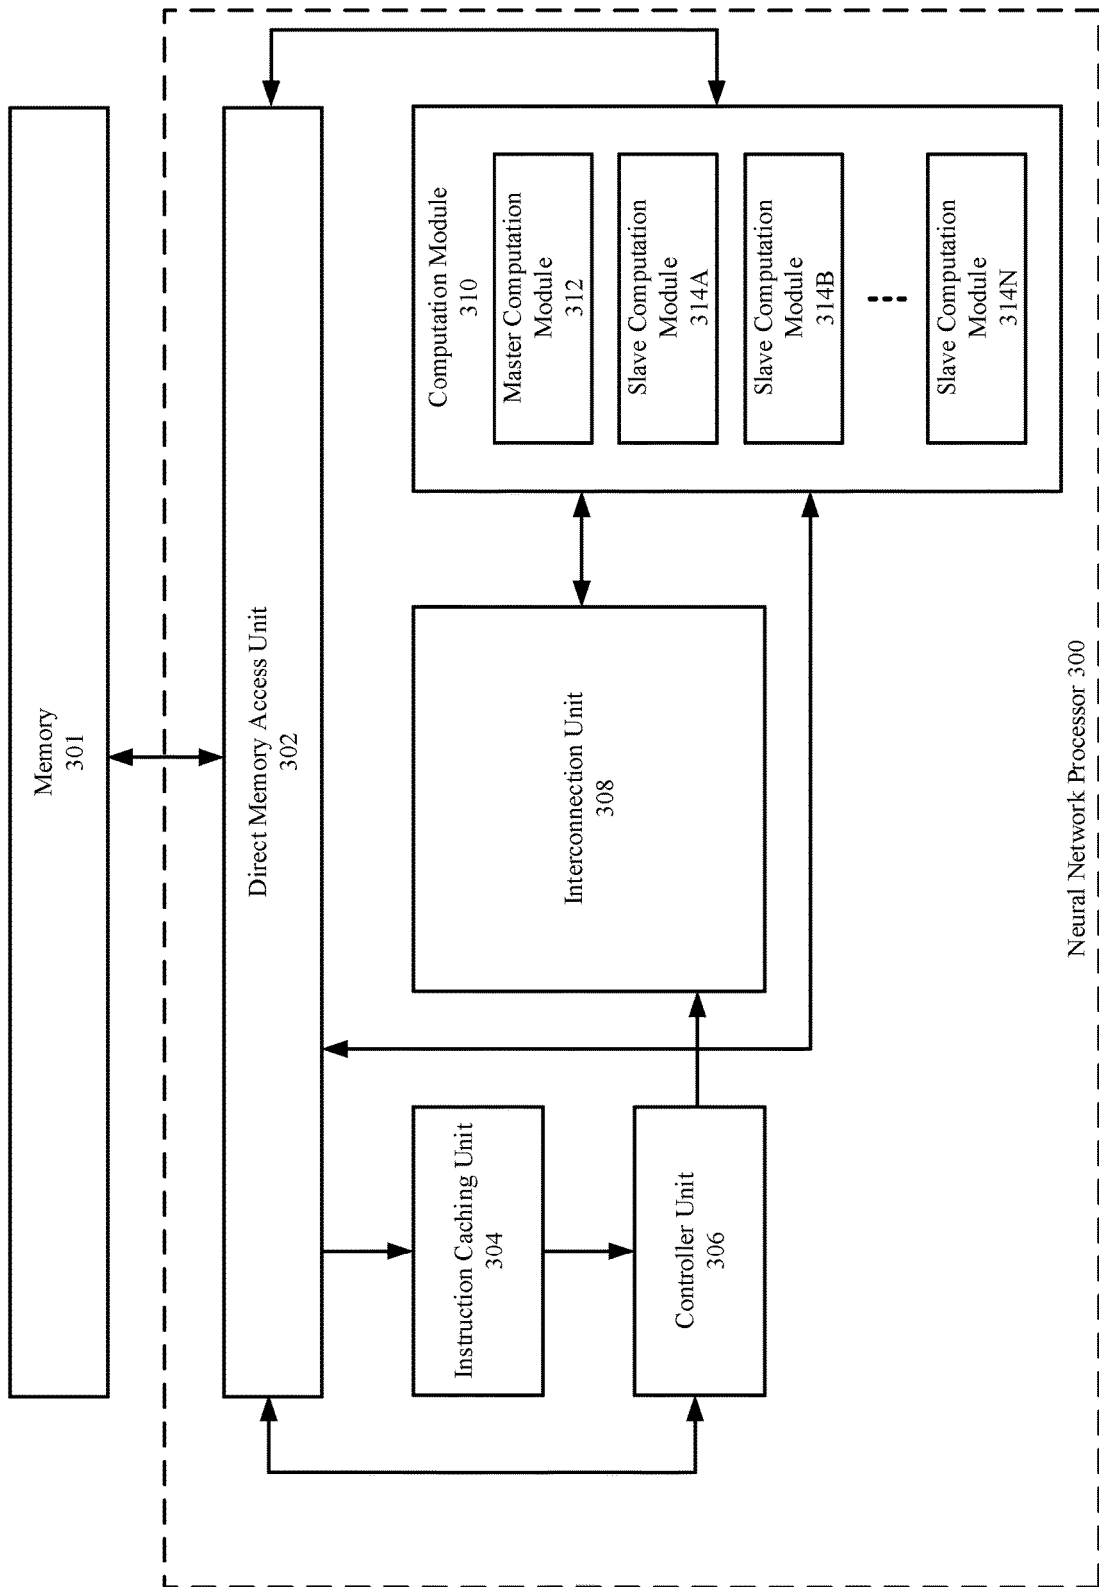 Memory
301
Direct Memory Access Unit
302
Instruction Caching Unit
304
Controller Unit
306
Interconnection Unit
308
Computation Module
310
Master Computation
Module
312
Slave Computation
Module
314A
Slave Computation
Module
314B
Slave Computation
Module
314N
Neural Network Processor 300